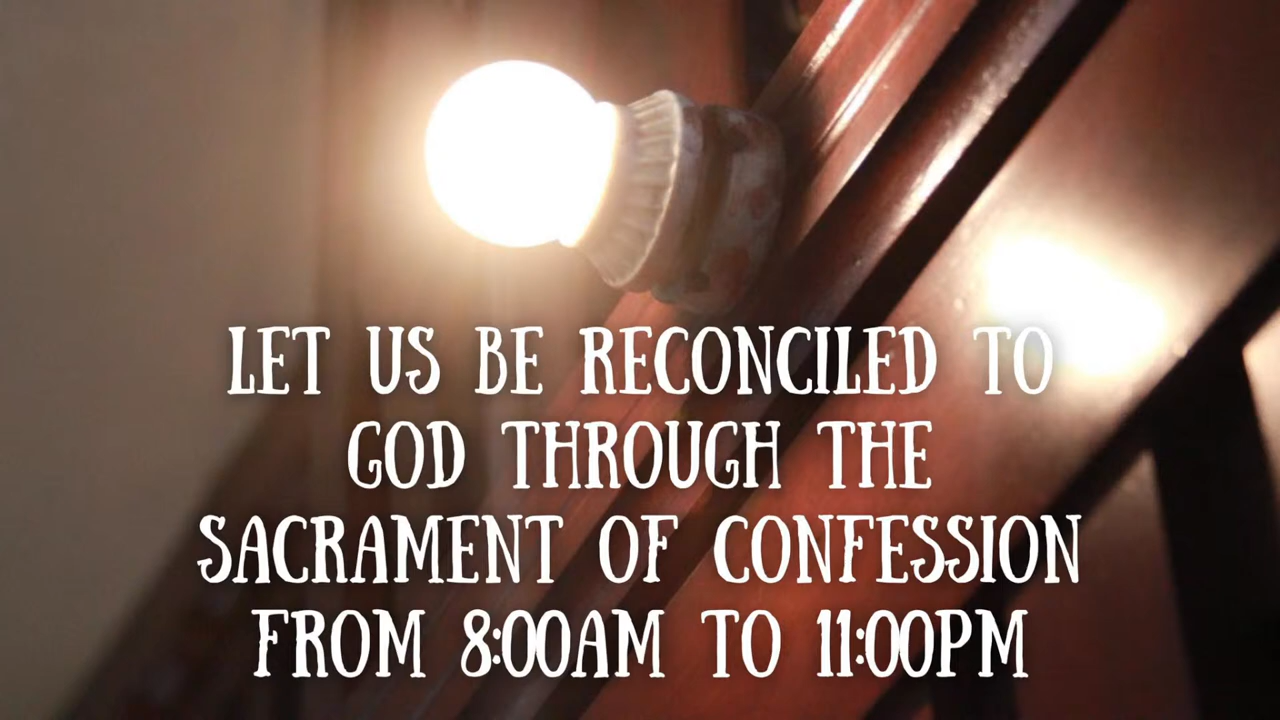 LET US BE RECONCILED TO
GOD THROUGH THE
SACRAMENT OF CONFESSION
FROM 8:00AM TO 11:00PM